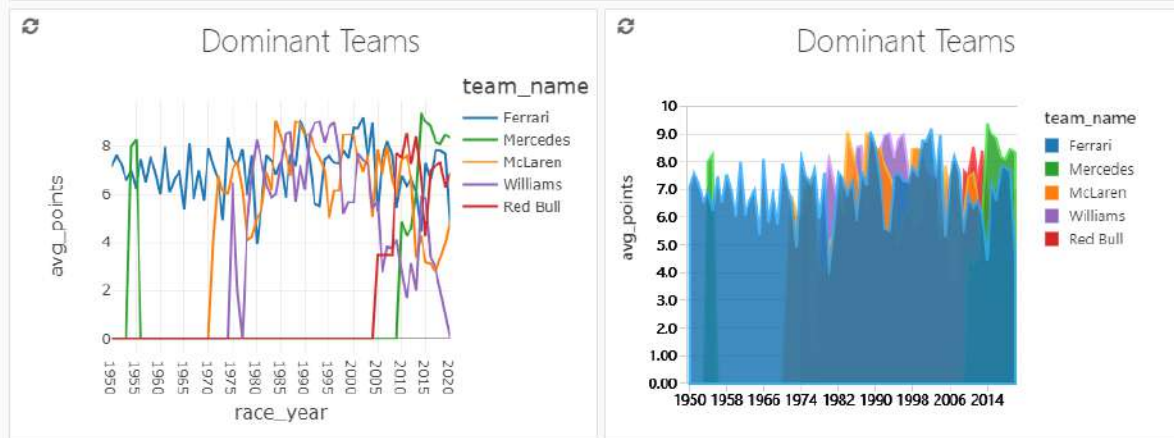 Dominant Teams
team_name
Ferrari
Mercedes
McLaren
Williams
Red Bull
8
6
4
2
0
avg_points
1950 1955 1960 1965 1970 1975 1980 1985 1990 1995 2000 2005 2010 2015 2020
race_year
Dominant Teams
10
9.0
8.0
7.0
6.0
5.0
4.0
3.0
2.0
1.00
0.00
avg_points
1950 1958 1966 1974 1982 1990 1998 2006 2014
team_name
Ferrari
Mercedes
McLaren
Williams
Red Bull